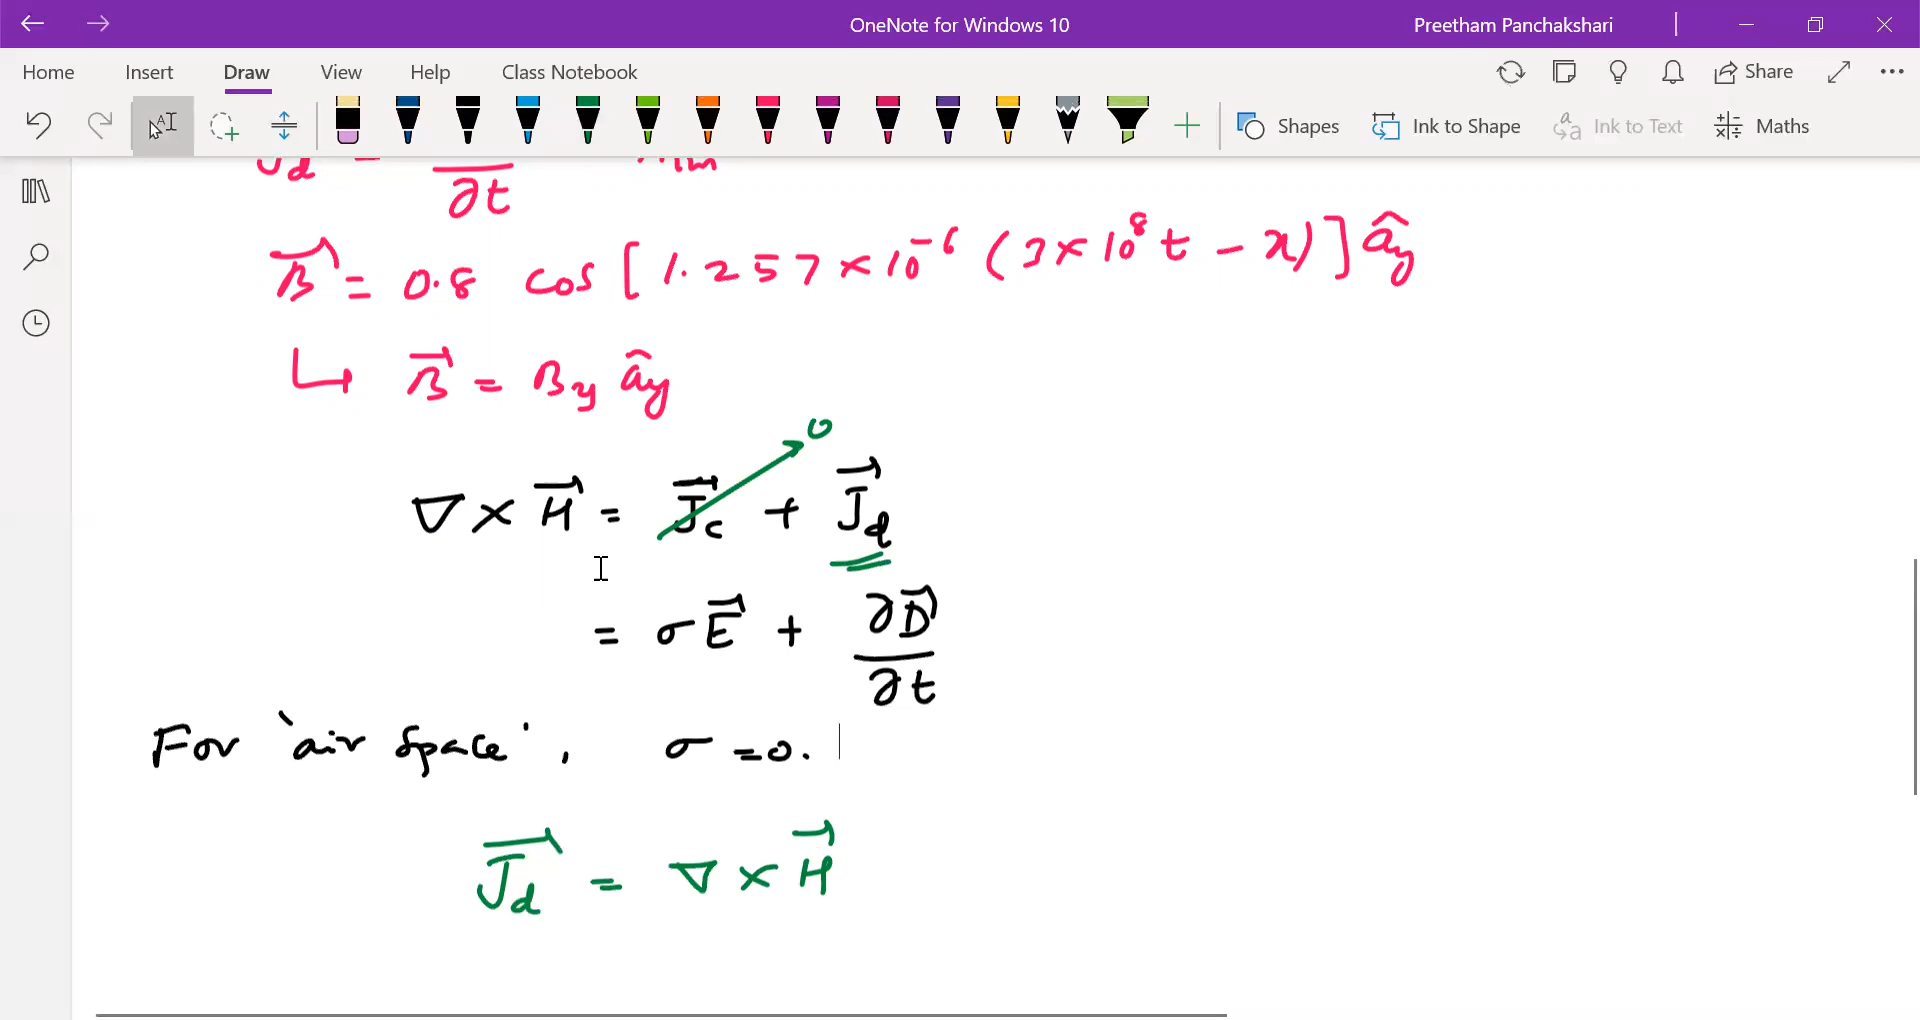 OneNote for Windows 10
Preetham Panchakshari
Home Insert Draw View Help Class Notebook Share
Shapes Ink to Shape Ink to Text Maths
J⃗d = ∂t
B⃗ = 0.8 cos [1.257 × 10⁻⁶ (3 × 10⁸ t − x)] ây
↳ B⃗ = By ây
∇ × H⃗ = J⃗c + J⃗d
0
= σE⃗ + ∂D⃗/∂t
For 'air space', σ = 0.
J⃗d = ∇ × H⃗